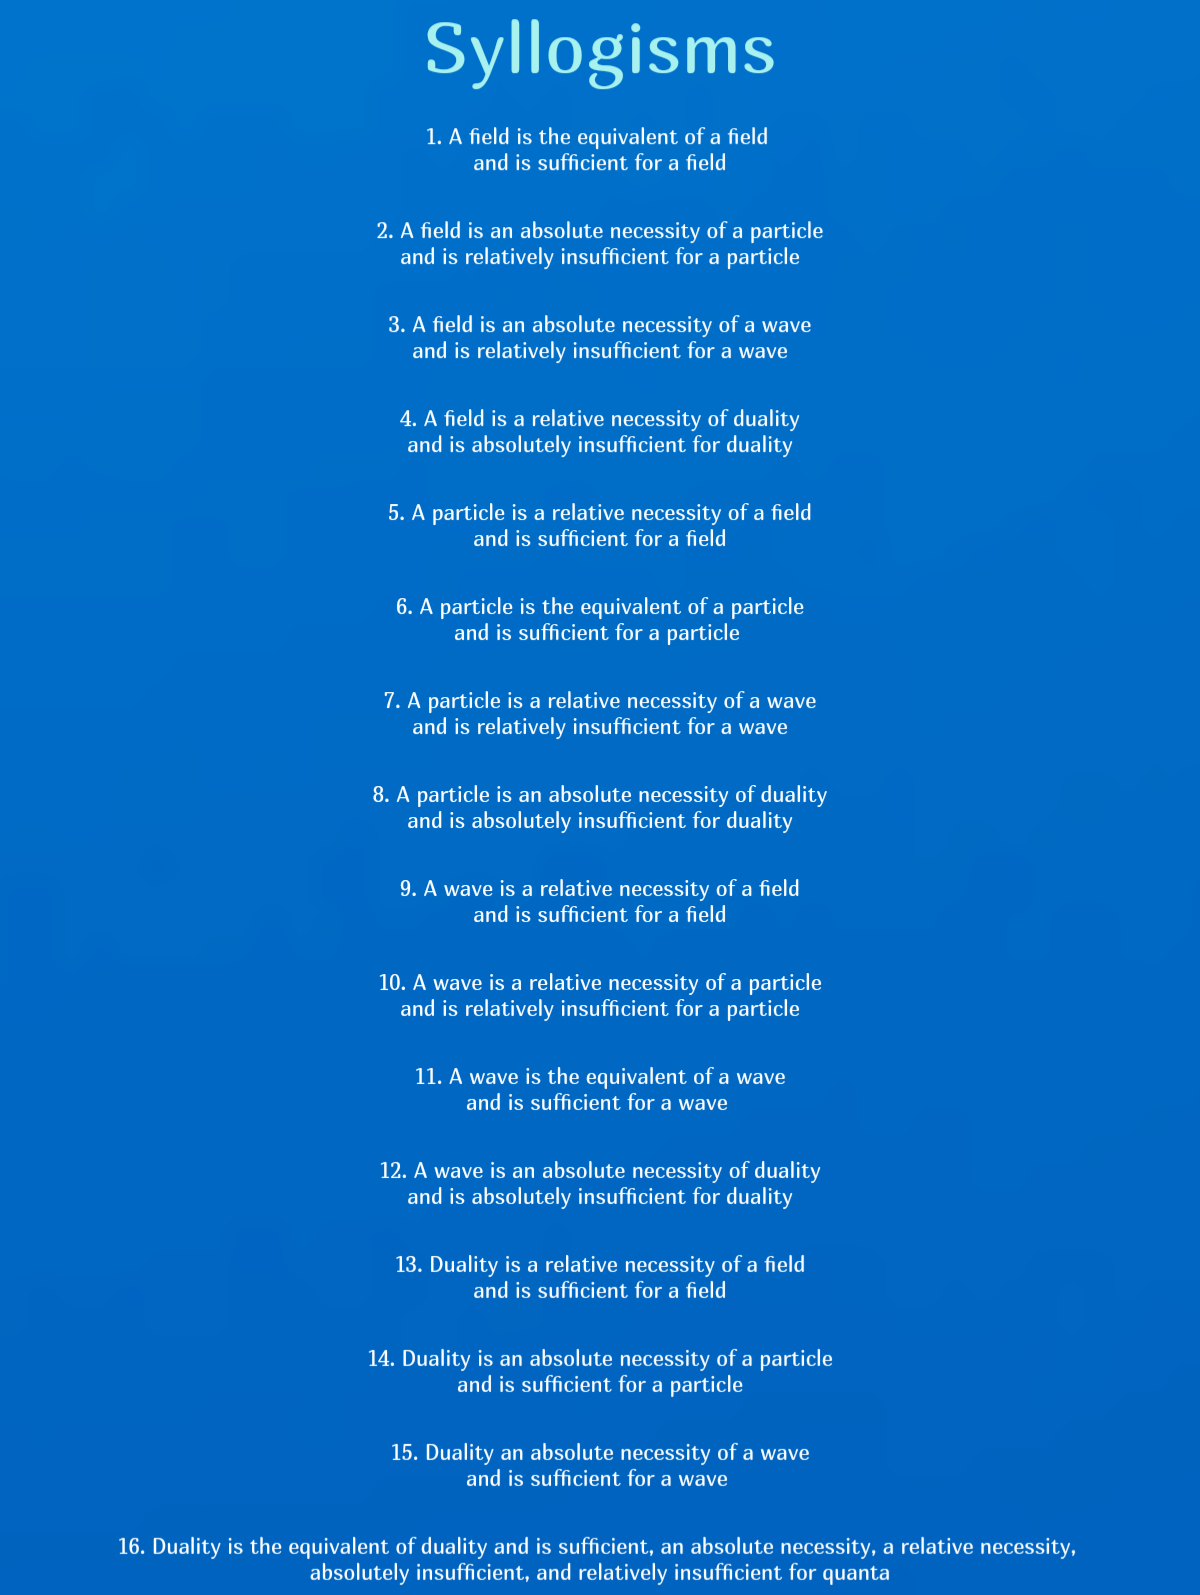 Syllogisms
1. A field is the equivalent of a field
and is sufficient for a field
2. A field is an absolute necessity of a particle
and is relatively insufficient for a particle
3. A field is an absolute necessity of a wave
and is relatively insufficient for a wave
4. A field is a relative necessity of duality
and is absolutely insufficient for duality
5. A particle is a relative necessity of a field
and is sufficient for a field
6. A particle is the equivalent of a particle
and is sufficient for a particle
7. A particle is a relative necessity of a wave
and is relatively insufficient for a wave
8. A particle is an absolute necessity of duality
and is absolutely insufficient for duality
9. A wave is a relative necessity of a field
and is sufficient for a field
10. A wave is a relative necessity of a particle
and is relatively insufficient for a particle
11. A wave is the equivalent of a wave
and is sufficient for a wave
12. A wave is an absolute necessity of duality
and is absolutely insufficient for duality
13. Duality is a relative necessity of a field
and is sufficient for a field
14. Duality is an absolute necessity of a particle
and is sufficient for a particle
15. Duality an absolute necessity of a wave
and is sufficient for a wave
16. Duality is the equivalent of duality and is sufficient, an absolute necessity, a relative necessity,
absolutely insufficient, and relatively insufficient for quanta